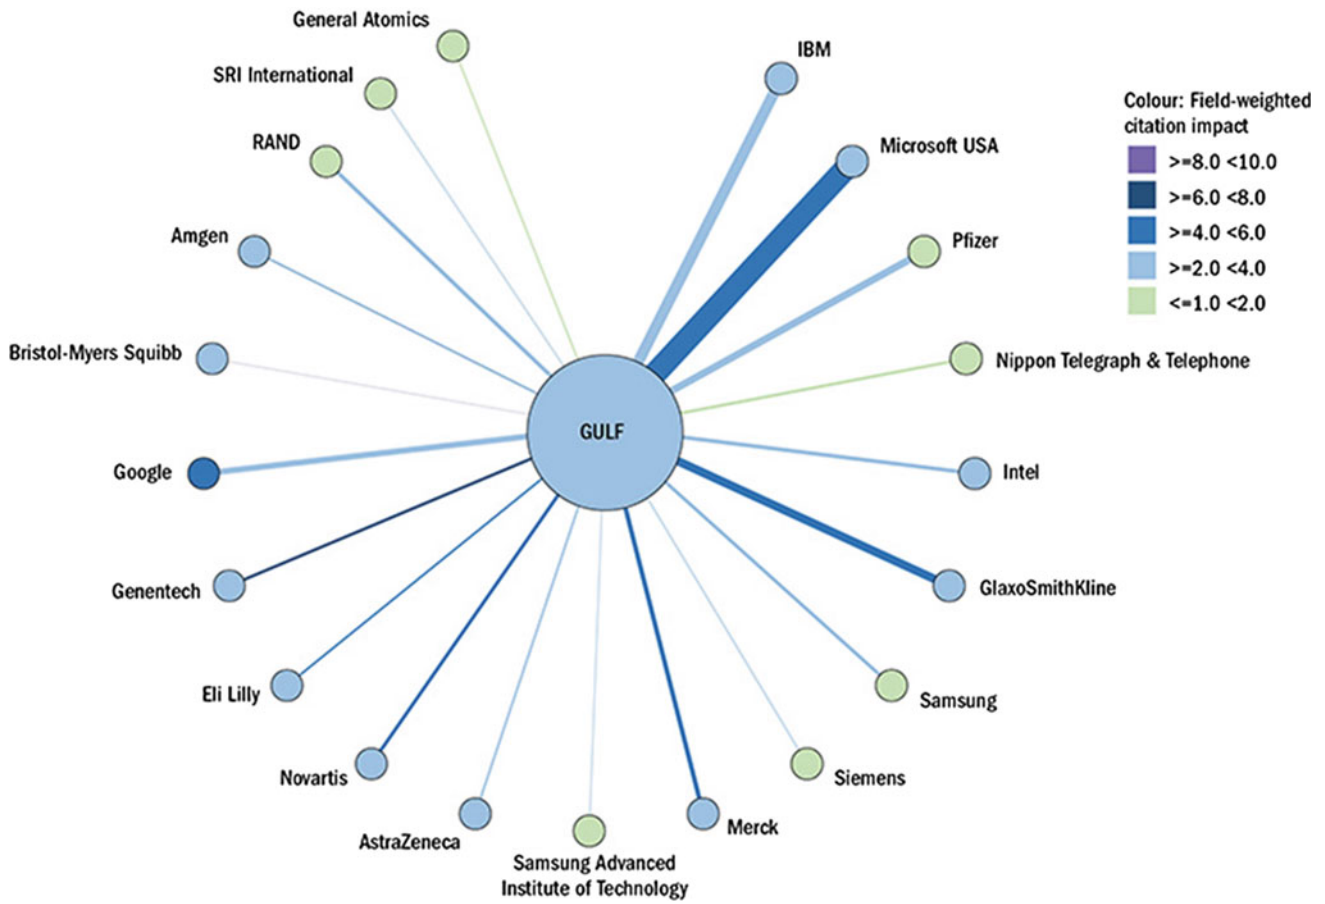 General Atomics
SRI International
RAND
Amgen
Bristol-Myers Squibb
Google
Genentech
Eli Lilly
Novartis
AstraZeneca
Samsung Advanced
Institute of Technology
Merck
Siemens
Samsung
GlaxoSmithKline
Intel
Nippon Telegraph & Telephone
Pfizer
Microsoft USA
IBM
GULF
Colour: Field-weighted
citation impact
>=8.0 <10.0
>=6.0 <8.0
>=4.0 <6.0
>=2.0 <4.0
<=1.0 <2.0